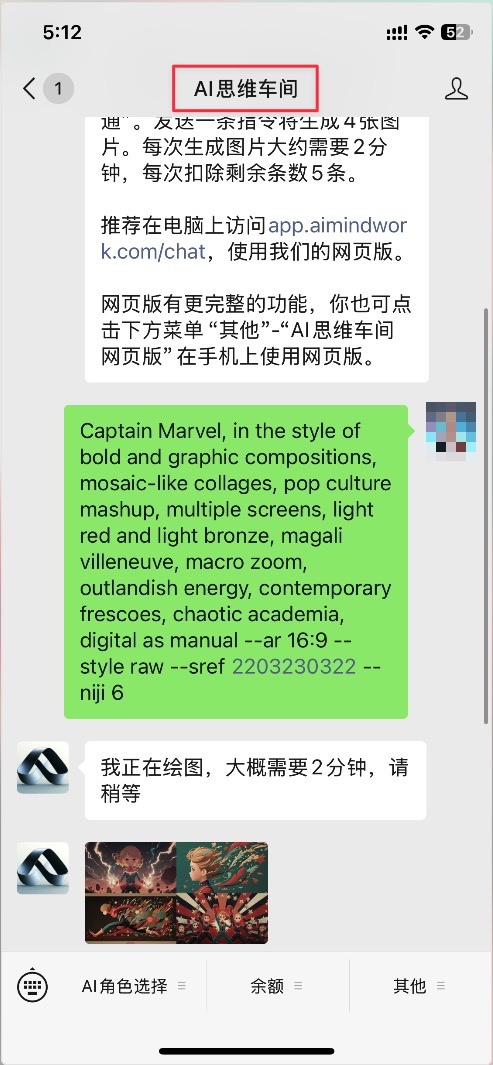 5:12
52
1
AI思维车间
通”。发送一条指令将生成4张图
片。每次生成图片大约需要2分
钟，每次扣除剩余条数5条。
推荐在电脑上访问app.aimindwor
k.com/chat，使用我们的网页版。
网页版有更完整的功能，你也可点
击下方菜单“其他”-“AI思维车间
网页版”在手机上使用网页版。
Captain Marvel, in the style of
bold and graphic compositions,
mosaic-like collages, pop culture
mashup, multiple screens, light
red and light bronze, magali
villeneuve, macro zoom,
outlandish energy, contemporary
frescoes, chaotic academia,
digital as manual --ar 16:9 --
style raw --sref 2203230322 --
niji 6
我正在绘图，大概需要2分钟，请
稍等
AI角色选择
余额
其他